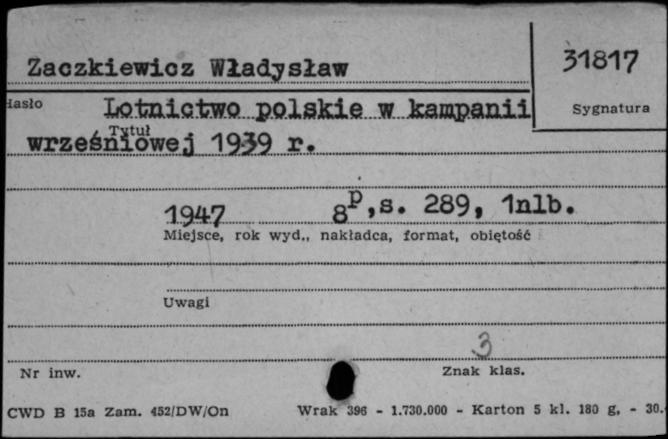 Zaczkiewicz Władysław
31817
Hasło
Sygnatura
Lotnictwo polskie w kampanii
Tytuł
wrześniowej 1939 r.
1947 8p,s. 289, 1nlb.
Miejsce, rok wyd., nakładca, format, obiętość
Uwagi
3
Nr inw.
Znak klas.
CWD B 15a Zam. 452/DW/On Wrak 396 - 1.730.000 - Karton 5 kl. 180 g, - 30.